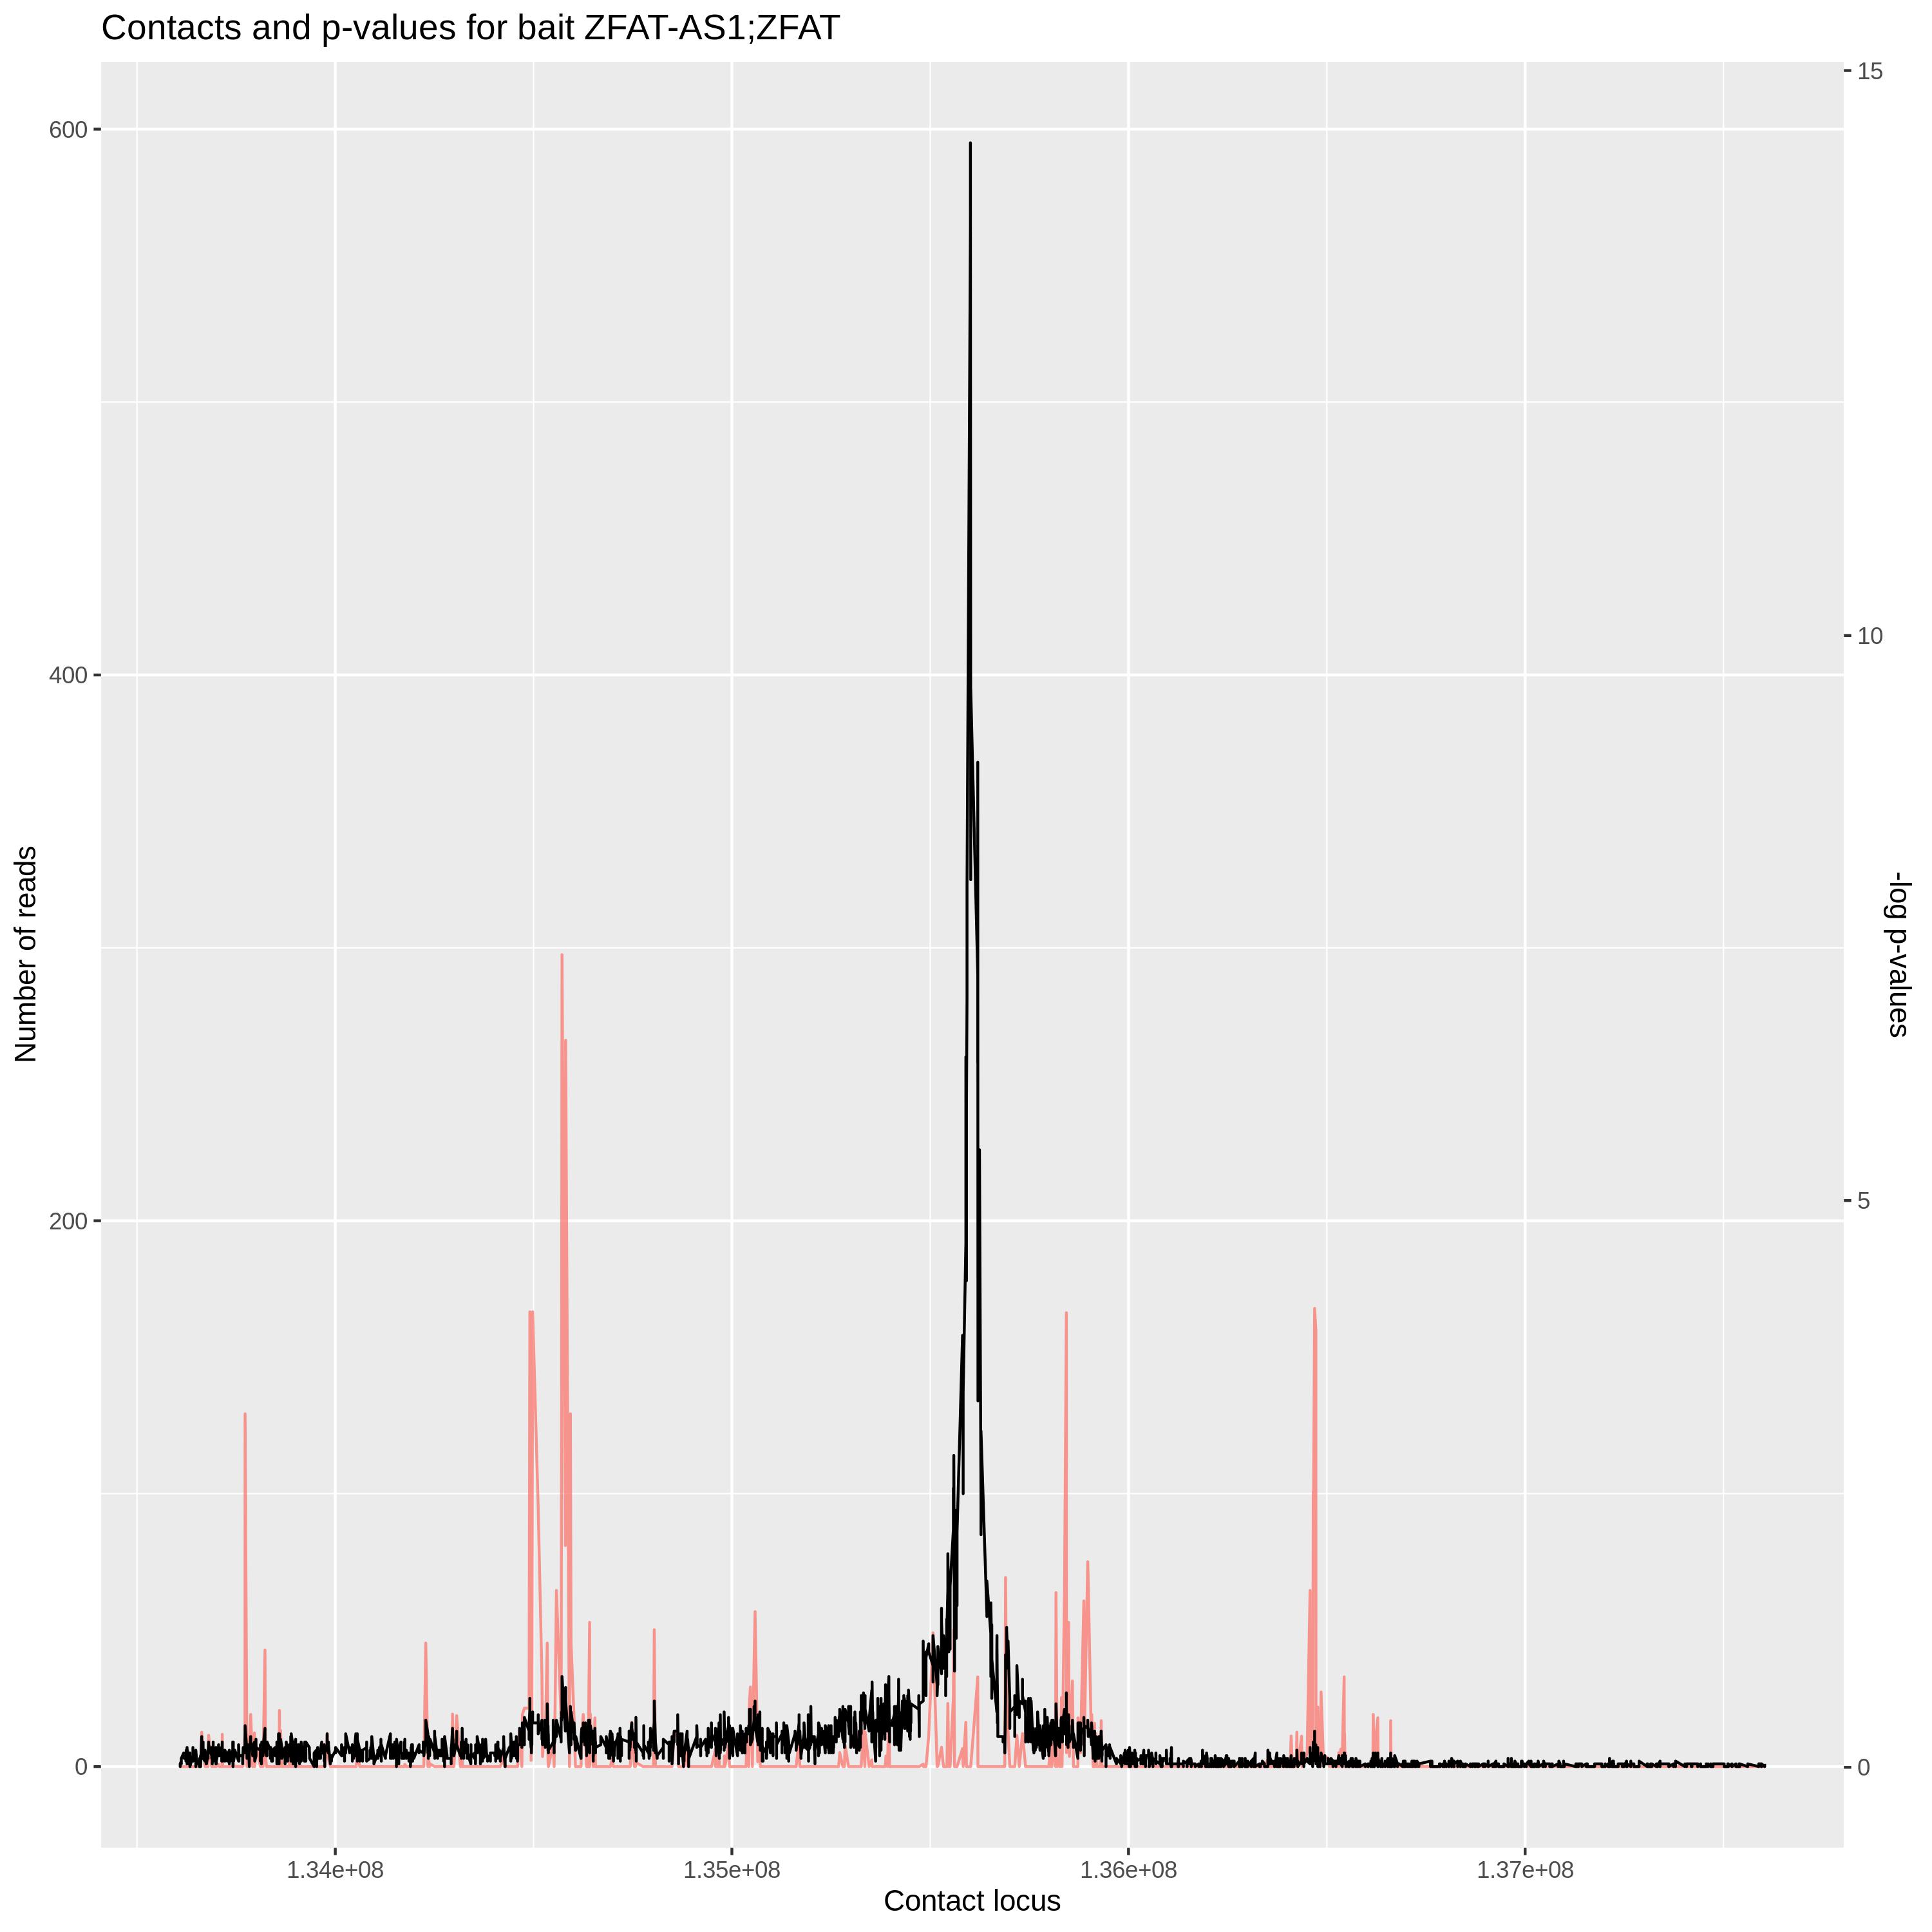 Contacts and p-values for bait ZFAT-AS1;ZFAT
600
400
200
0
Number of reads
15
10
5
0
-log p-values
1.34e+08
1.35e+08
1.36e+08
1.37e+08
Contact locus